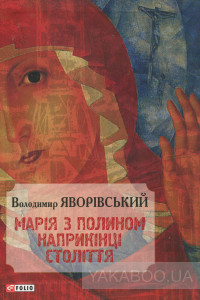 Володимир ЯВОРІВСЬКИЙ
МАРІЯ З ПОЛИНОМ
НАПРИКІНЦІ
СТОЛІТТЯ
FOLIO
YAKABOO.UA